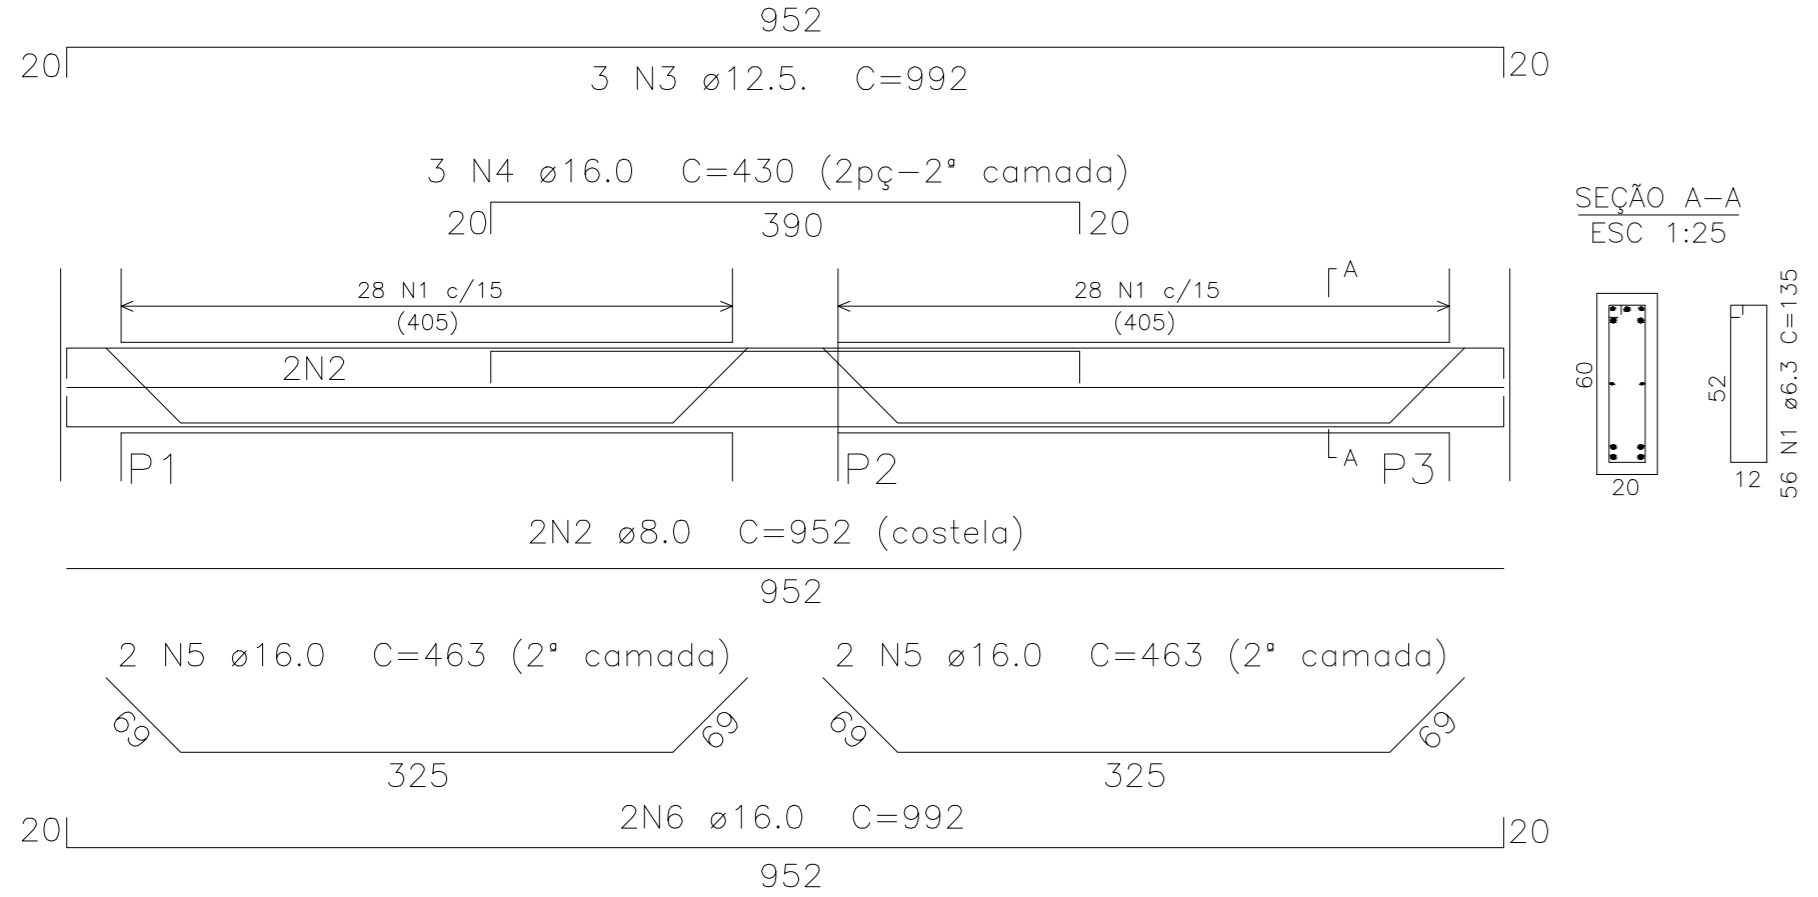 952
20
20
3 N3 ø12.5. C=992
3 N4 ø16.0 C=430 (2pç-2ª camada)
20
390
20
SEÇÃO A-A
ESC 1:25
28 N1 c/15
(405)
28 N1 c/15
(405)
A
2N2
A
P1
P2
P3
60
20
52
12
56 N1 ø6.3 C=135
2N2 ø8.0 C=952 (costela)
952
2 N5 ø16.0 C=463 (2ª camada)
2 N5 ø16.0 C=463 (2ª camada)
69
69
69
69
325
325
2N6 ø16.0 C=992
20
20
952